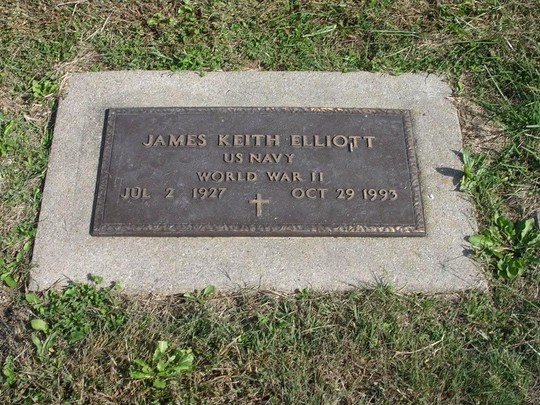 JAMES KEITH ELLIOTT
US NAVY
WORLD WAR II
JUL 2 1927 OCT 29 1993